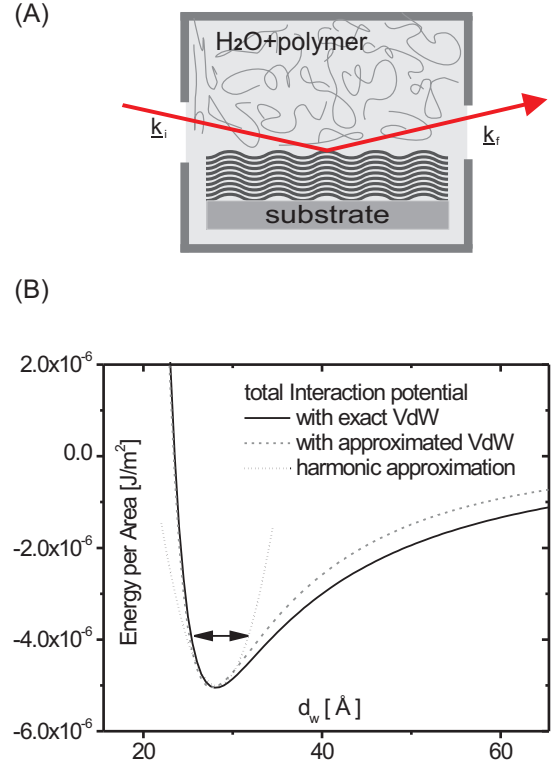 (A)
H₂O+polymer
k_i
k_f
substrate
(B)
total Interaction potential
with exact VdW
with approximated VdW
harmonic approximation
Energy per Area [J/m²]
2.0x10⁻⁶
0.0
-2.0x10⁻⁶
-4.0x10⁻⁶
-6.0x10⁻⁶
d_w [Å]
20 40 60